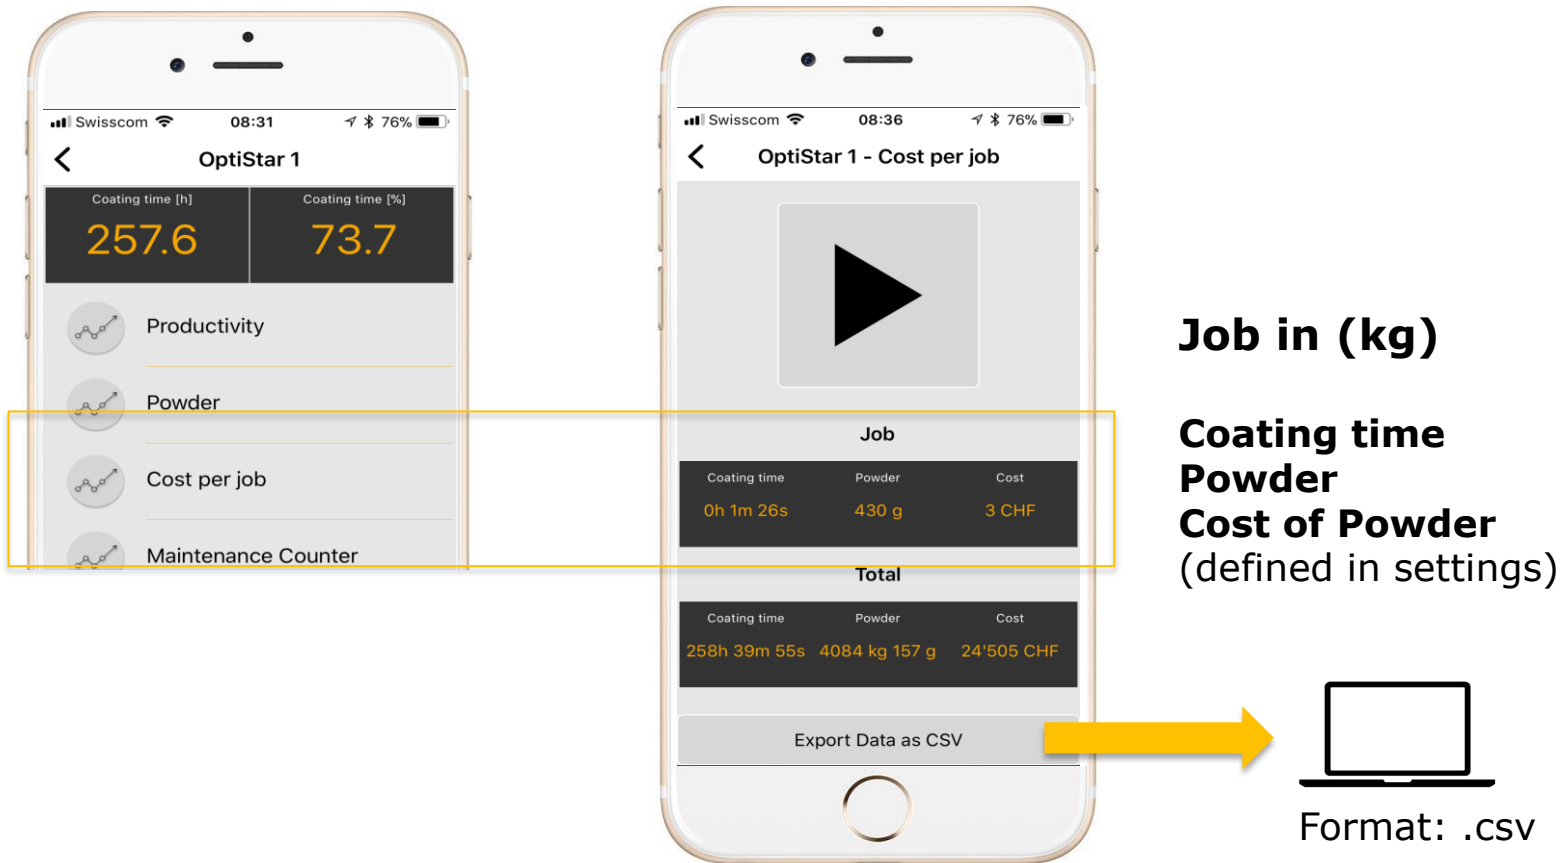 Swisscom 08:31 76%
OptiStar 1
Coating time [h] Coating time [%]
257.6 73.7
Productivity
Powder
Cost per job
Maintenance Counter
Swisscom 08:36 76%
OptiStar 1 - Cost per job
Job
Coating time Powder Cost
0h 1m 26s 430 g 3 CHF
Total
Coating time Powder Cost
258h 39m 55s 4084 kg 157 g 24'505 CHF
Export Data as CSV
Job in (kg)
Coating time
Powder
Cost of Powder
(defined in settings)
Format: .csv